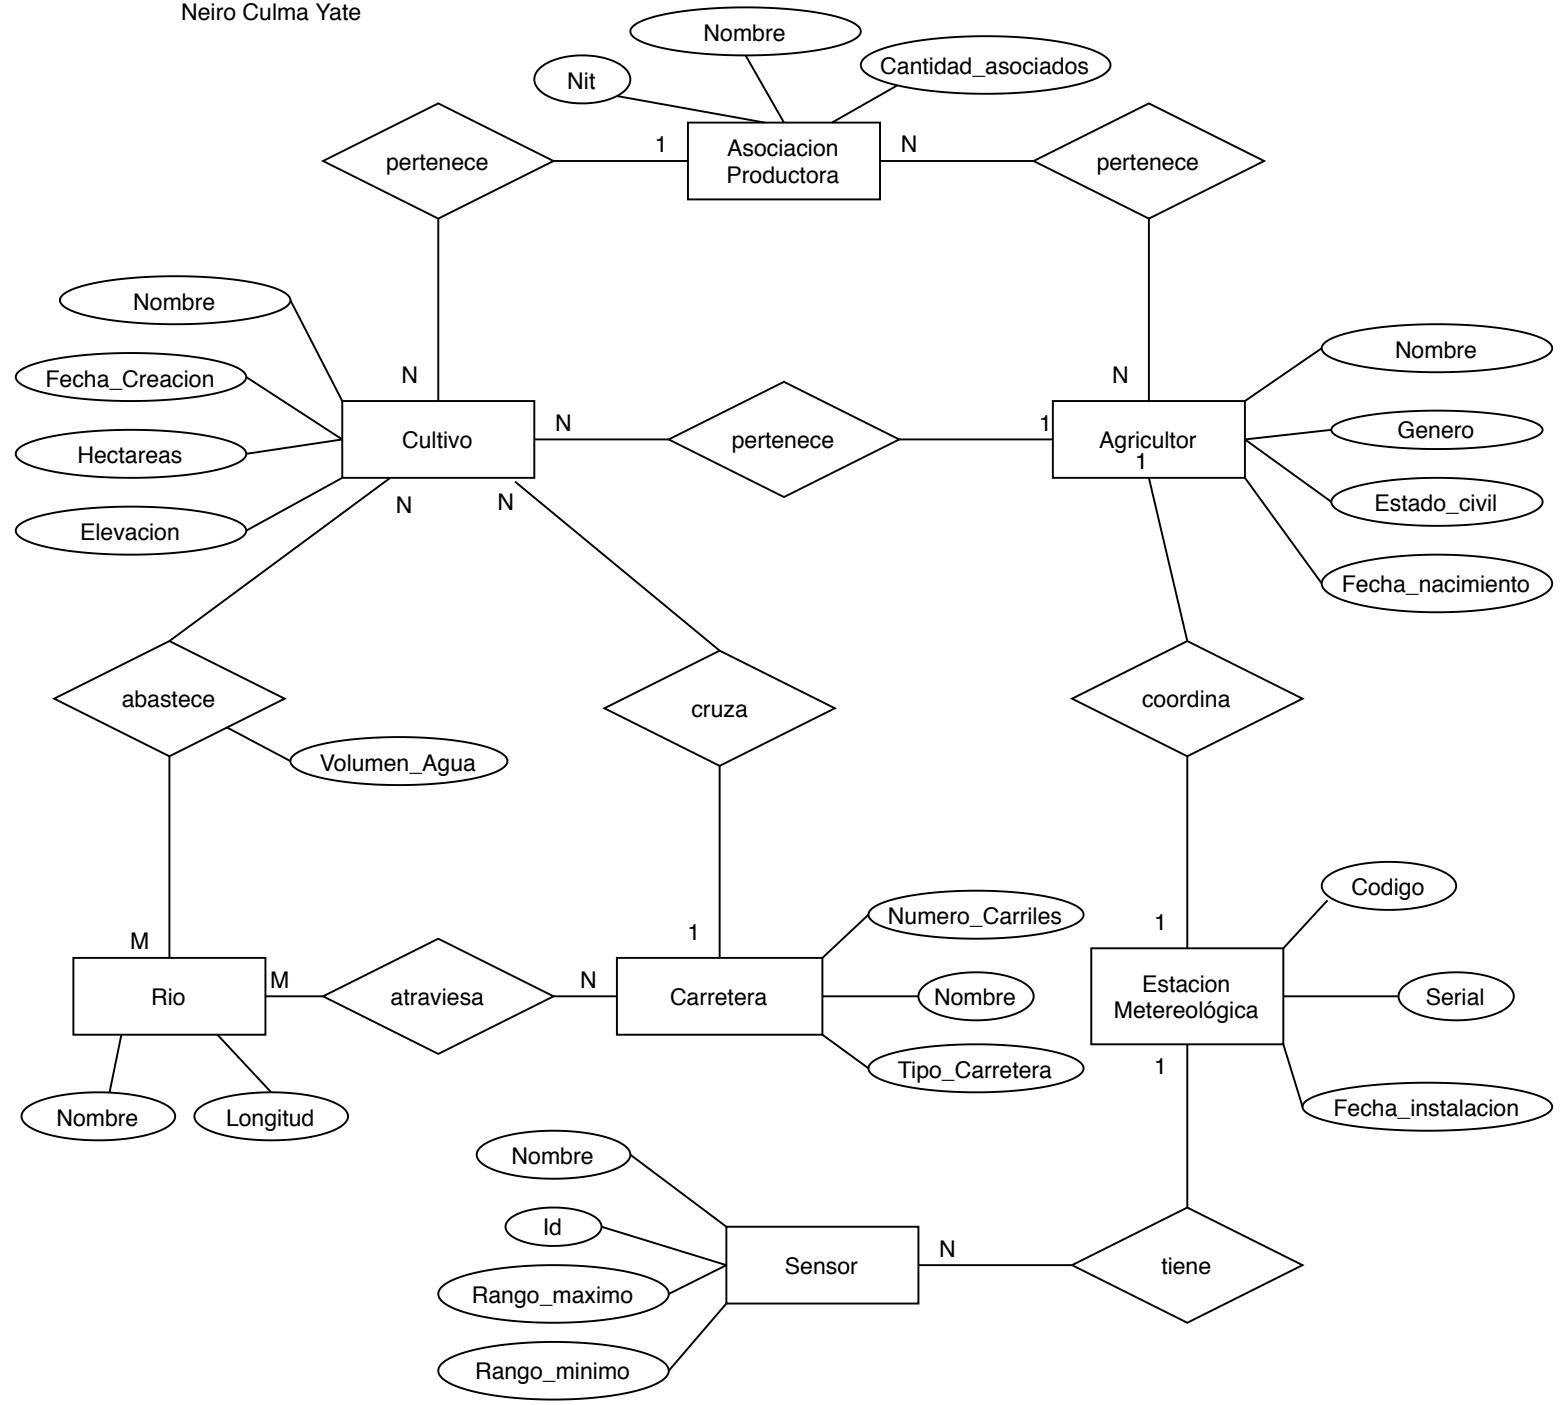 Neiro Culma Yate
Nombre
Nit
Cantidad_asociados
pertenece
1
Asociacion
Productora
N
pertenece
Nombre
Fecha_Creacion
Hectareas
Elevacion
N
Cultivo
N
pertenece
1
N
Agricultor
1
Nombre
Genero
Estado_civil
Fecha_nacimiento
N
N
abastece
Volumen_Agua
cruza
coordina
M
Rio
M
atraviesa
N
1
Carretera
Numero_Carriles
Nombre
Tipo_Carretera
1
Estacion
Metereológica
1
Codigo
Serial
Fecha_instalacion
Nombre
Longitud
Nombre
Id
Rango_maximo
Rango_minimo
Sensor
N
tiene